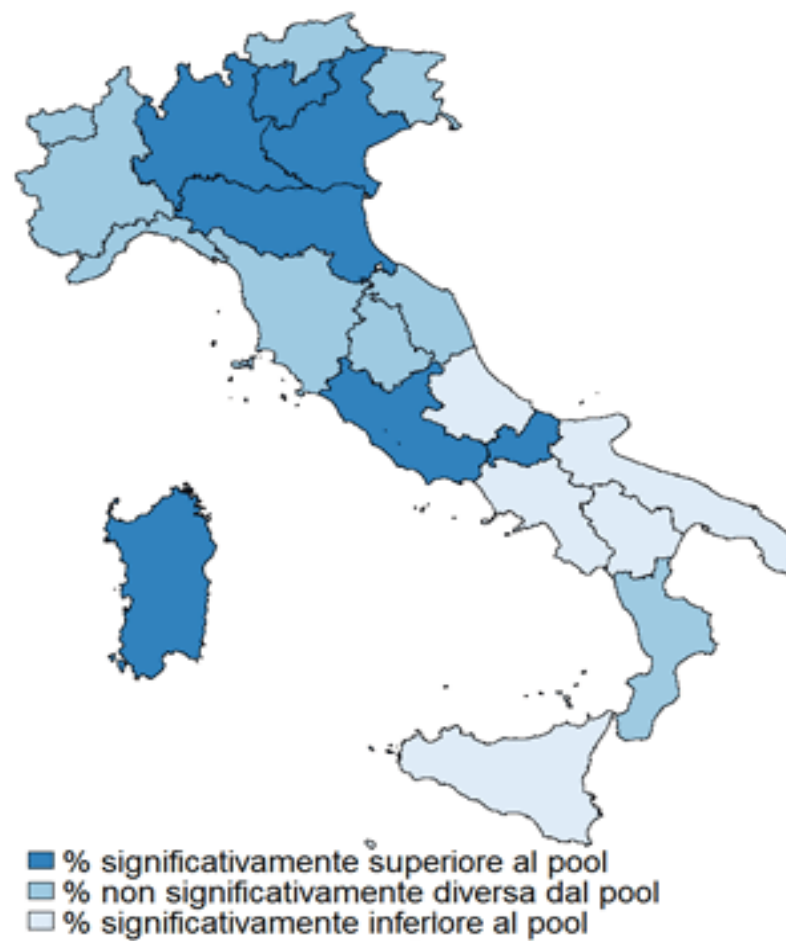 % significativamente superiore al pool
% non significativamente diversa dal pool
% significativamente inferiore al pool